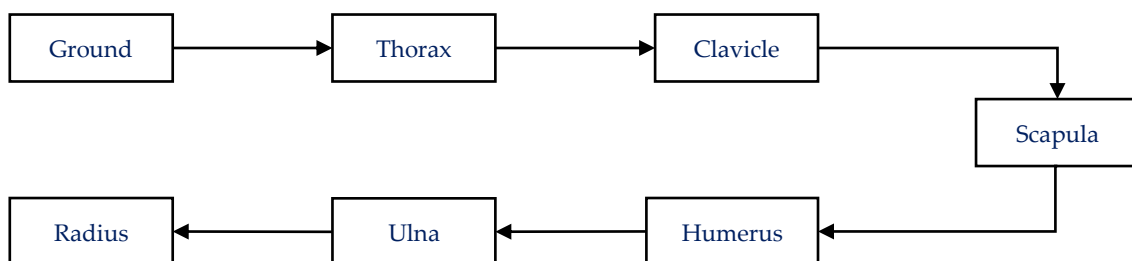 Ground
Thorax
Clavicle
Scapula
Humerus
Ulna
Radius